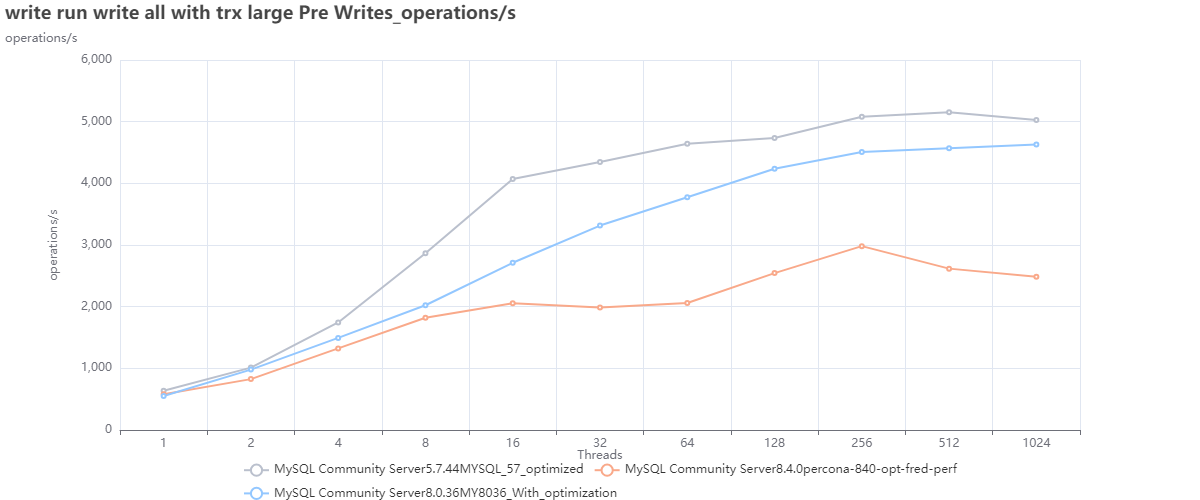 write run write all with trx large Pre Writes_operations/s
operations/s
6,000
5,000
4,000
3,000
2,000
1,000
0
operations/s
1 2 4 8 16 32 64 128 256 512 1024
Threads
MySQL Community Server5.7.44MYSQL_57_optimized MySQL Community Server8.4.0percona-840-opt-fred-perf
MySQL Community Server8.0.36MY8036_With_optimization